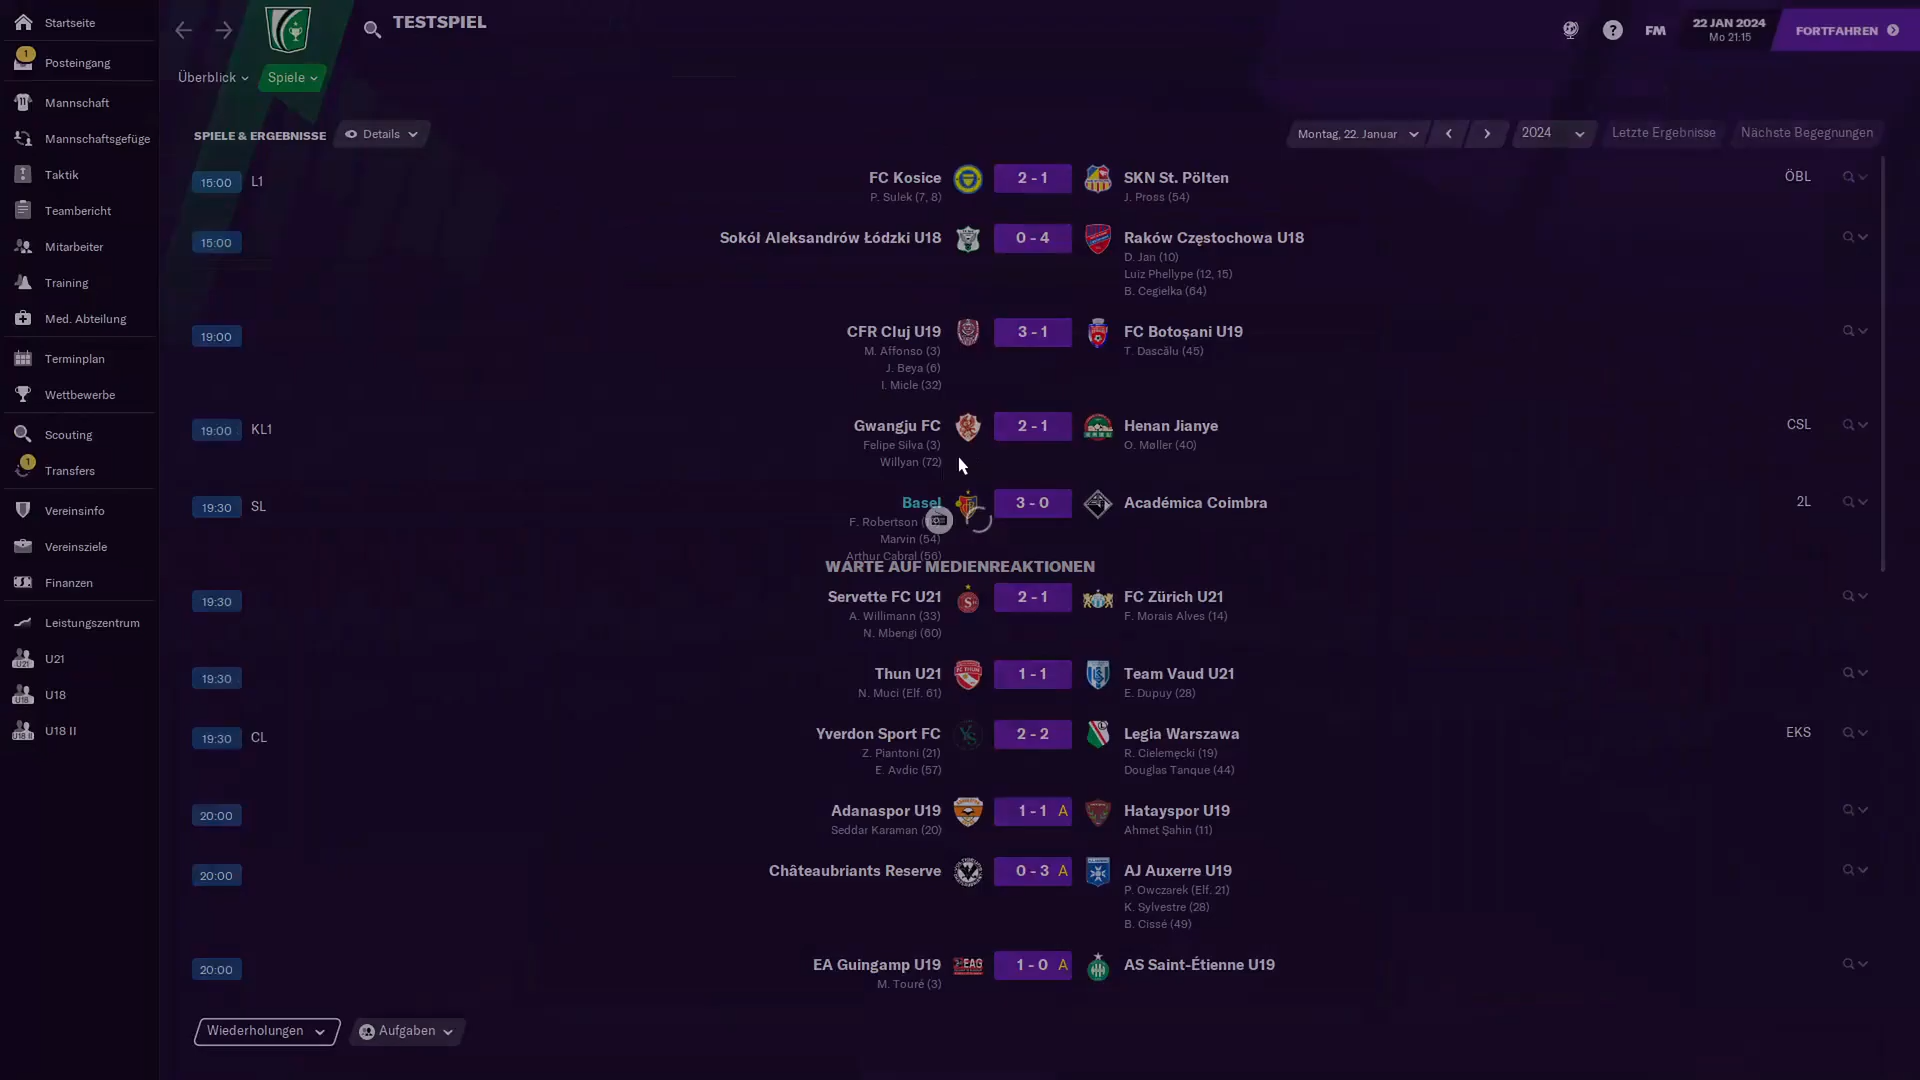 Startseite
TESTSPIEL
FM
22 JAN 2024
Mo 21:15
FORTFAHREN
1
Posteingang
Überblick
Spiele
Mannschaft
Mannschaftsgefüge
Taktik
Teambericht
Mitarbeiter
Training
Med. Abteilung
Terminplan
Wettbewerbe
Scouting
1
Transfers
Vereinsinfo
Vereinsziele
Finanzen
Leistungszentrum
U21
U18
U18 II
SPIELE & ERGEBNISSE
Details
Montag, 22. Januar
2024
Letzte Ergebnisse
Nächste Begegnungen
15:00 L1 FC Kosice 2 - 1 SKN St. Pölten ÖBL
P. Sulek (7, 8) J. Pross (54)
15:00 Sokół Aleksandrów Łódzki U18 0 - 4 Raków Częstochowa U18
D. Jan (10)
Luiz Phellype (12, 15)
B. Cegielka (64)
19:00 CFR Cluj U19 3 - 1 FC Botoșani U19
M. Affonso (3) T. Dascălu (45)
J. Beya (6)
I. Micle (32)
19:00 KL1 Gwangju FC 2 - 1 Henan Jianye CSL
Felipe Silva (3) O. Møller (40)
Willyan (72)
19:30 SL Basel 3 - 0 Académica Coimbra 2L
F. Robertson
Marvin (54)
Arthur Cabral (56)
WARTE AUF MEDIENREAKTIONEN
19:30 Servette FC U21 2 - 1 FC Zürich U21
A. Willimann (33) F. Morais Alves (14)
N. Mbengi (60)
19:30 Thun U21 1 - 1 Team Vaud U21
N. Muci (Elf. 61) E. Dupuy (28)
19:30 CL Yverdon Sport FC 2 - 2 Legia Warszawa EKS
Z. Piantoni (21) R. Cielemęcki (19)
E. Avdic (57) Douglas Tanque (44)
20:00 Adanaspor U19 1 - 1 A Hatayspor U19
Seddar Karaman (20) Ahmet Şahin (11)
20:00 Châteaubriants Reserve 0 - 3 A AJ Auxerre U19
P. Owczarek (Elf. 21)
K. Sylvestre (28)
B. Cissé (49)
20:00 EA Guingamp U19 1 - 0 A AS Saint-Étienne U19
M. Touré (3)
Wiederholungen
Aufgaben